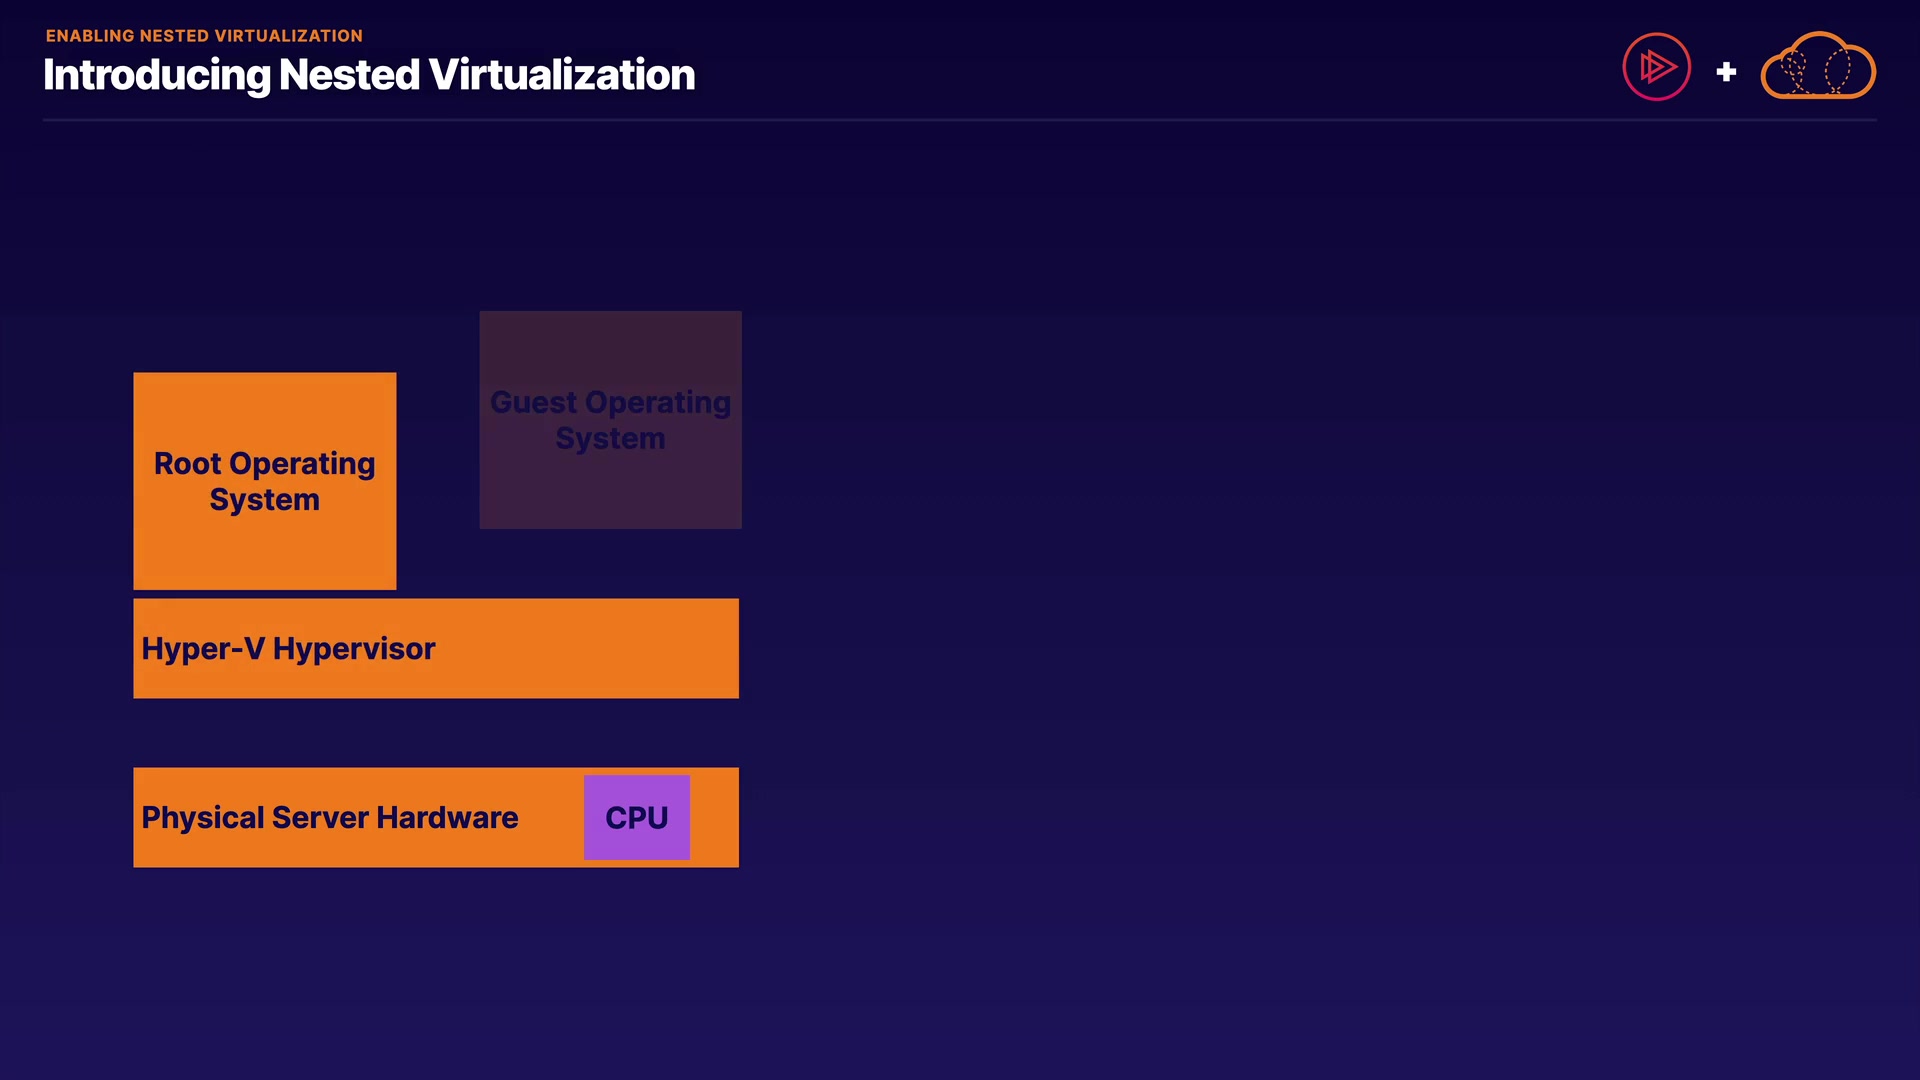 ENABLING NESTED VIRTUALIZATION
Introducing Nested Virtualization
+
Guest Operating
System
Root Operating
System
Hyper-V Hypervisor
Physical Server Hardware
CPU